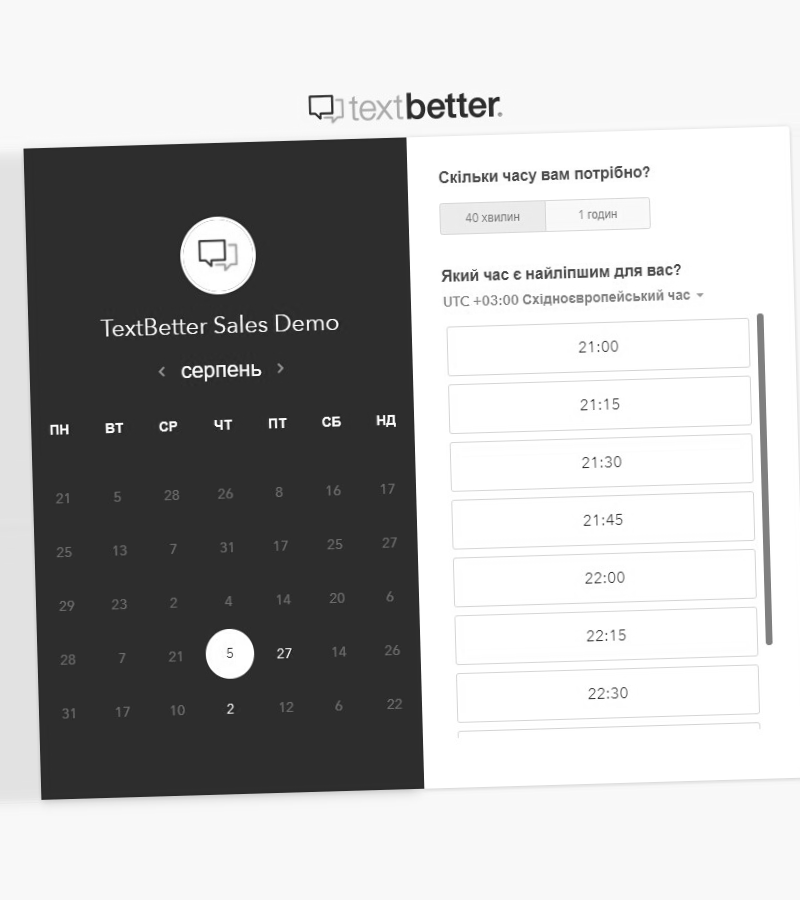 textbetter.
TextBetter Sales Demo
‹ серпень ›
ПН ВТ СР ЧТ ПТ СБ НД
21 5 28 26 8 16 17
25 13 7 31 17 25 27
29 23 2 4 14 20 6
28 7 21 5 27 14 26
31 17 10 2 12 6 22
Скільки часу вам потрібно?
40 хвилин 1 годин
Який час є найліпшим для вас?
UTC +03:00 Східноєвропейський час
21:00
21:15
21:30
21:45
22:00
22:15
22:30